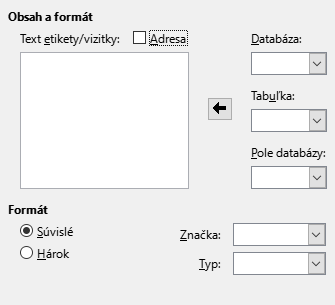 Obsah a formát
Text etikety/vizitky: Adresa
Databáza:
Tabuľka:
Pole databázy:
Formát
Súvislé
Hárok
Značka:
Typ: